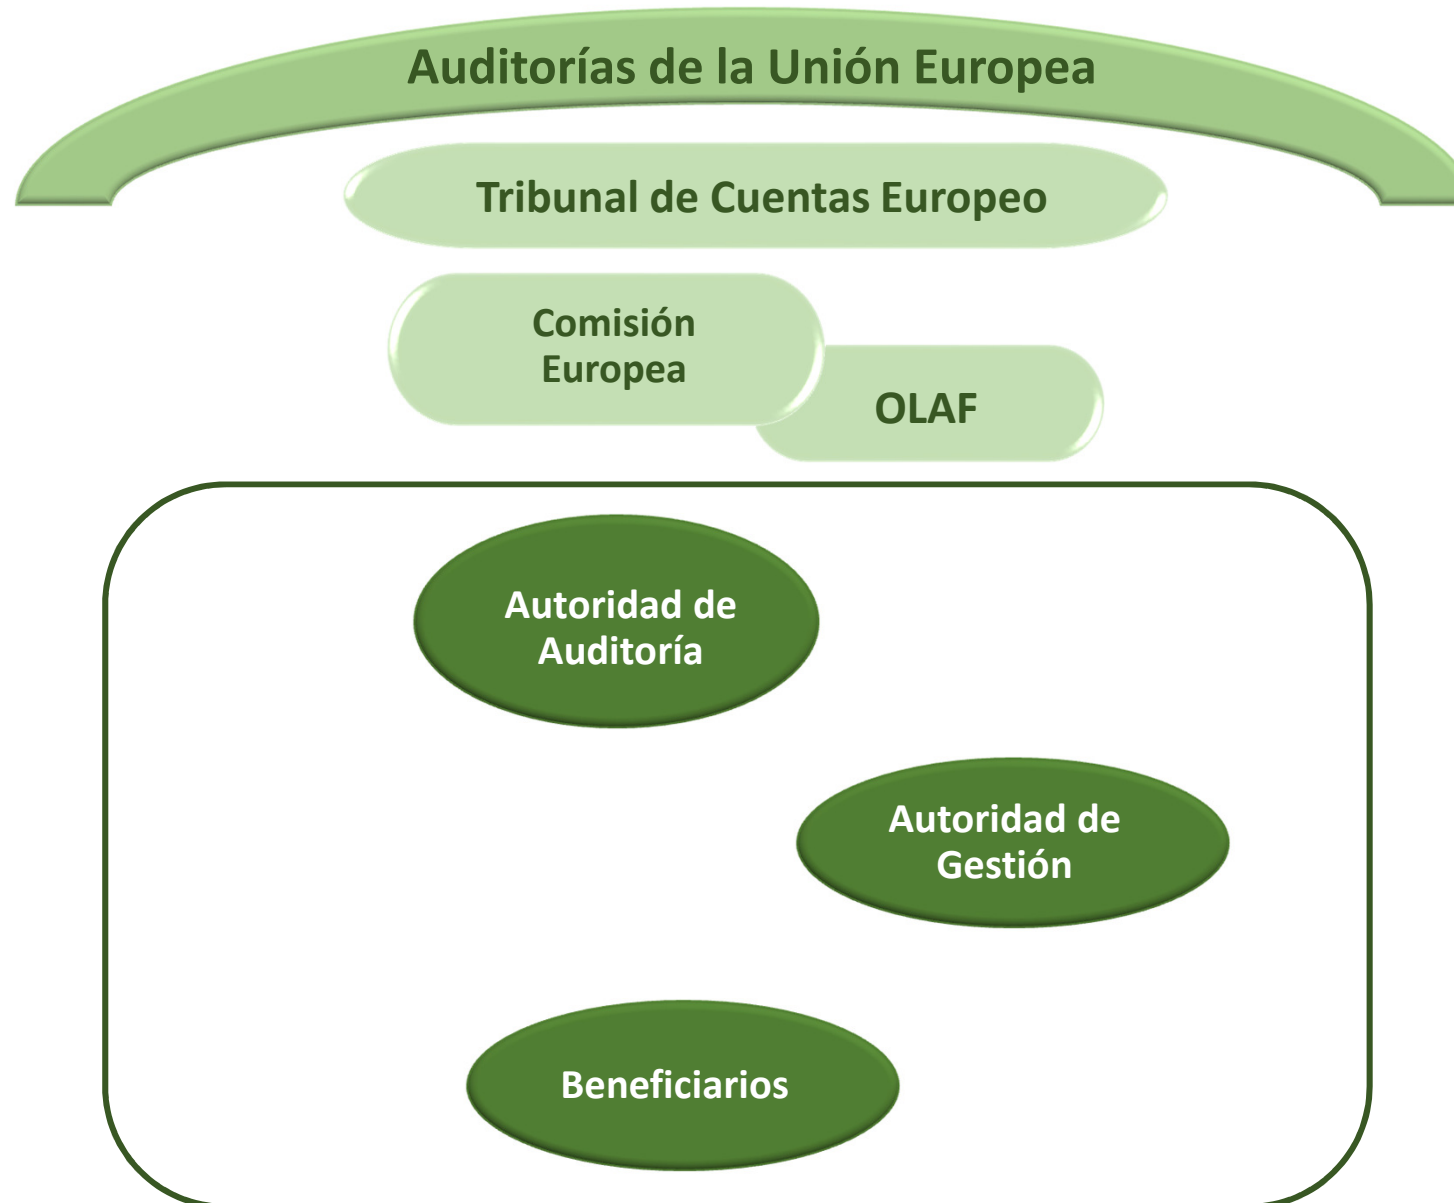 Auditorías de la Unión Europea
Tribunal de Cuentas Europeo
Comisión
Europea
OLAF
Autoridad de
Auditoría
Autoridad de
Gestión
Beneficiarios